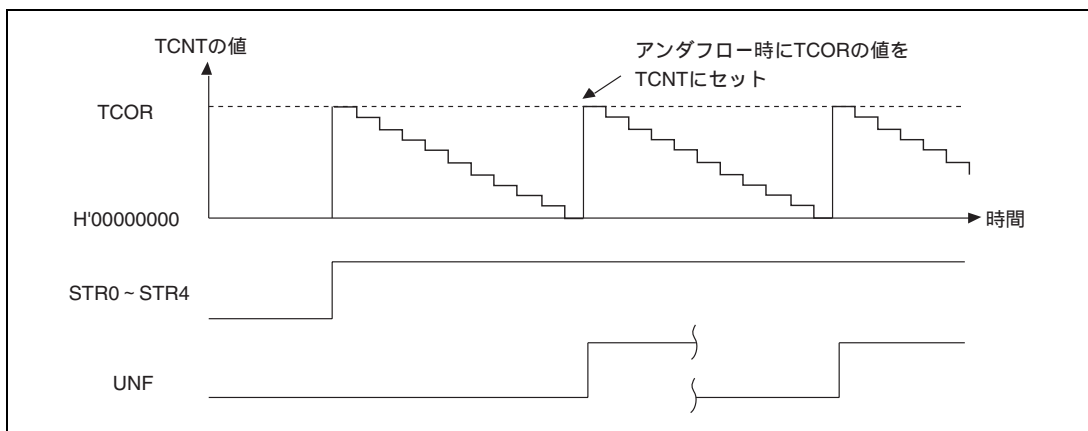 TCNTの値
アンダフロー時にTCORの値を
TCNTにセット
TCOR
H'00000000
時間
STR0 ~ STR4
UNF